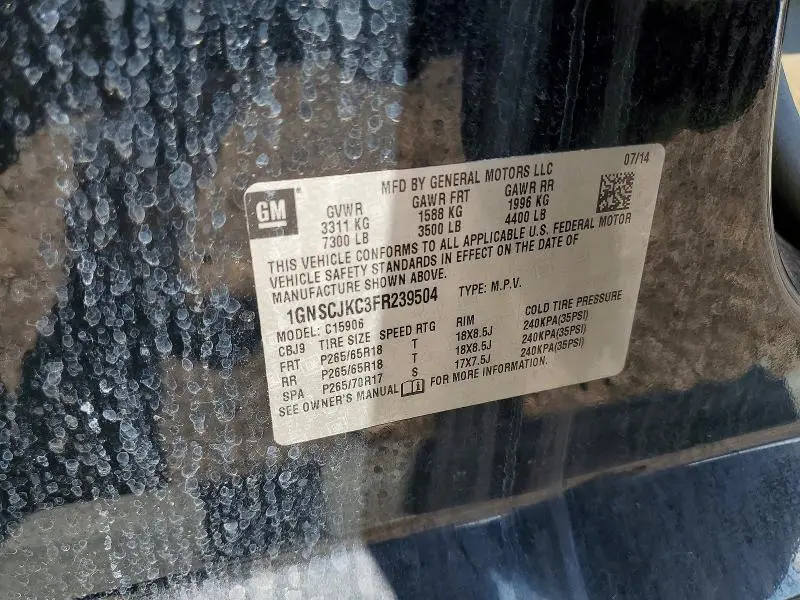 GM
MFD BY GENERAL MOTORS LLC 07/14
GVWR GAWR FRT GAWR RR
3311 KG 1588 KG 1996 KG
7300 LB 3500 LB 4400 LB
THIS VEHICLE CONFORMS TO ALL APPLICABLE U.S. FEDERAL MOTOR
VEHICLE SAFETY STANDARDS IN EFFECT ON THE DATE OF
MANUFACTURE SHOWN ABOVE.
1GNSCJKC3FR239504 TYPE: M.P.V.
MODEL: C15906
CBJ9 TIRE SIZE SPEED RTG RIM COLD TIRE PRESSURE
FRT P265/65R18 T 18X8.5J 240KPA(35PSI)
RR P265/65R18 T 18X8.5J 240KPA(35PSI)
SPA P265/70R17 S 17X7.5J 240KPA(35PSI)
SEE OWNER'S MANUAL FOR MORE INFORMATION.